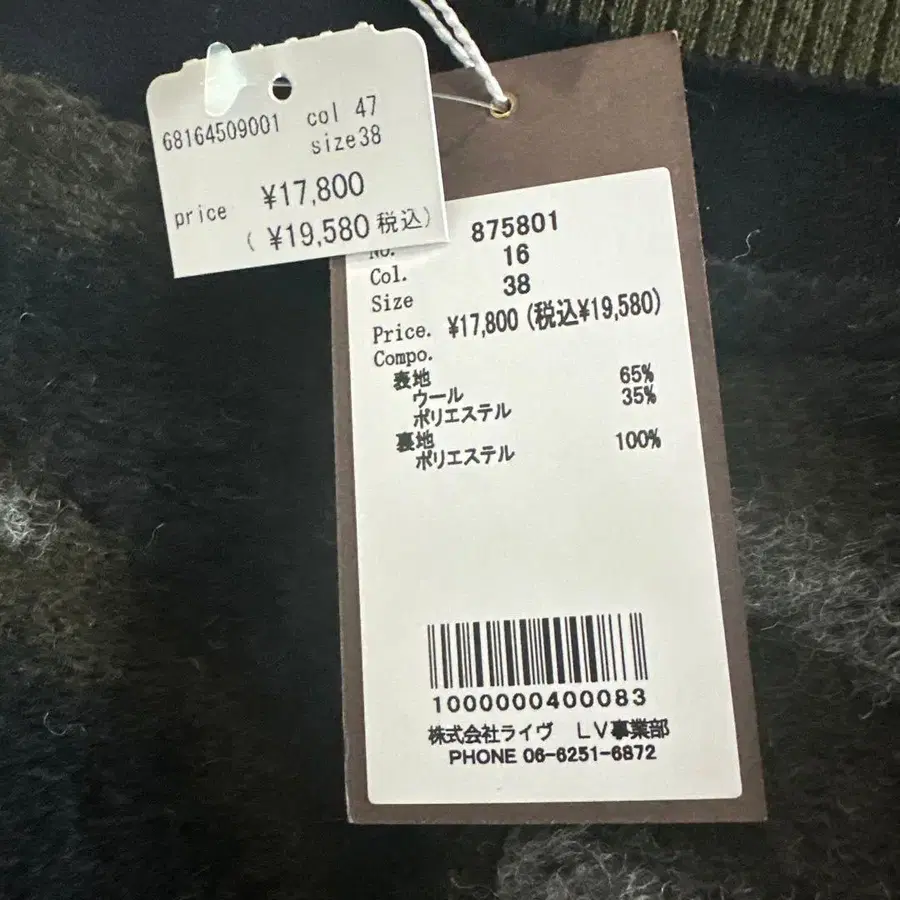 68164509001 col 47
size38
price ¥17,800
( ¥19,580 税込)
No. 875801
Col. 16
Size 38
Price. ¥17,800 (税込¥19,580)
Compo.
表地
ウール 65%
ポリエステル 35%
裏地
ポリエステル 100%
1000000400083
株式会社ライヴ LV事業部
PHONE 06-6251-6872